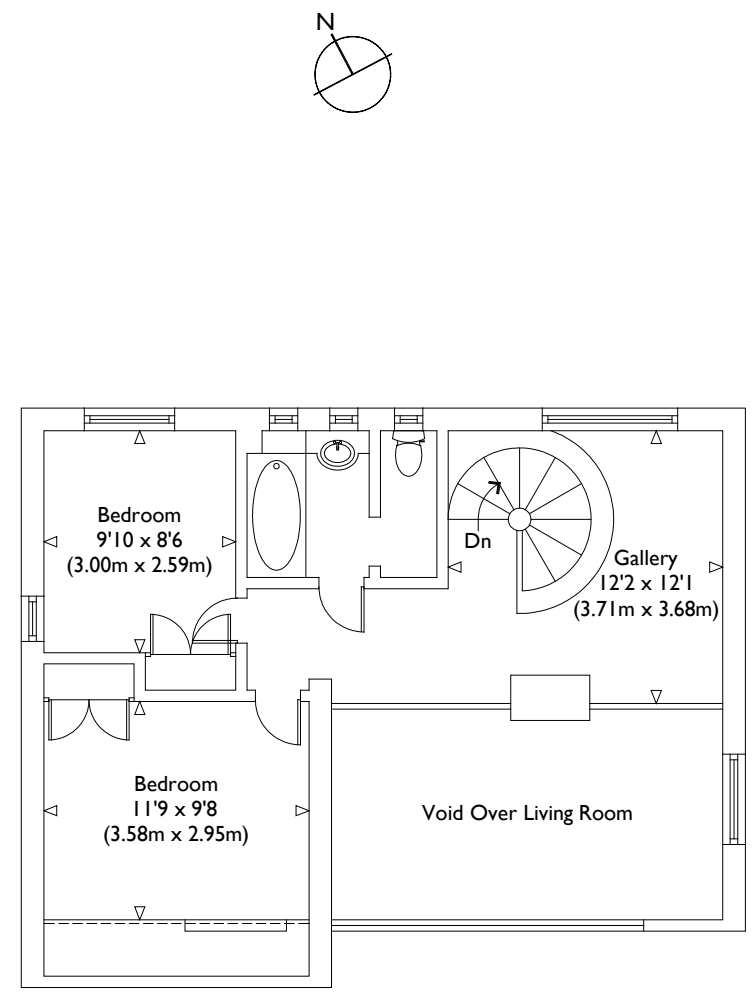 N
Bedroom
9'10 x 8'6
(3.00m x 2.59m)
Dn
Gallery
12'2 x 12'1
(3.71m x 3.68m)
Bedroom
11'9 x 9'8
(3.58m x 2.95m)
Void Over Living Room